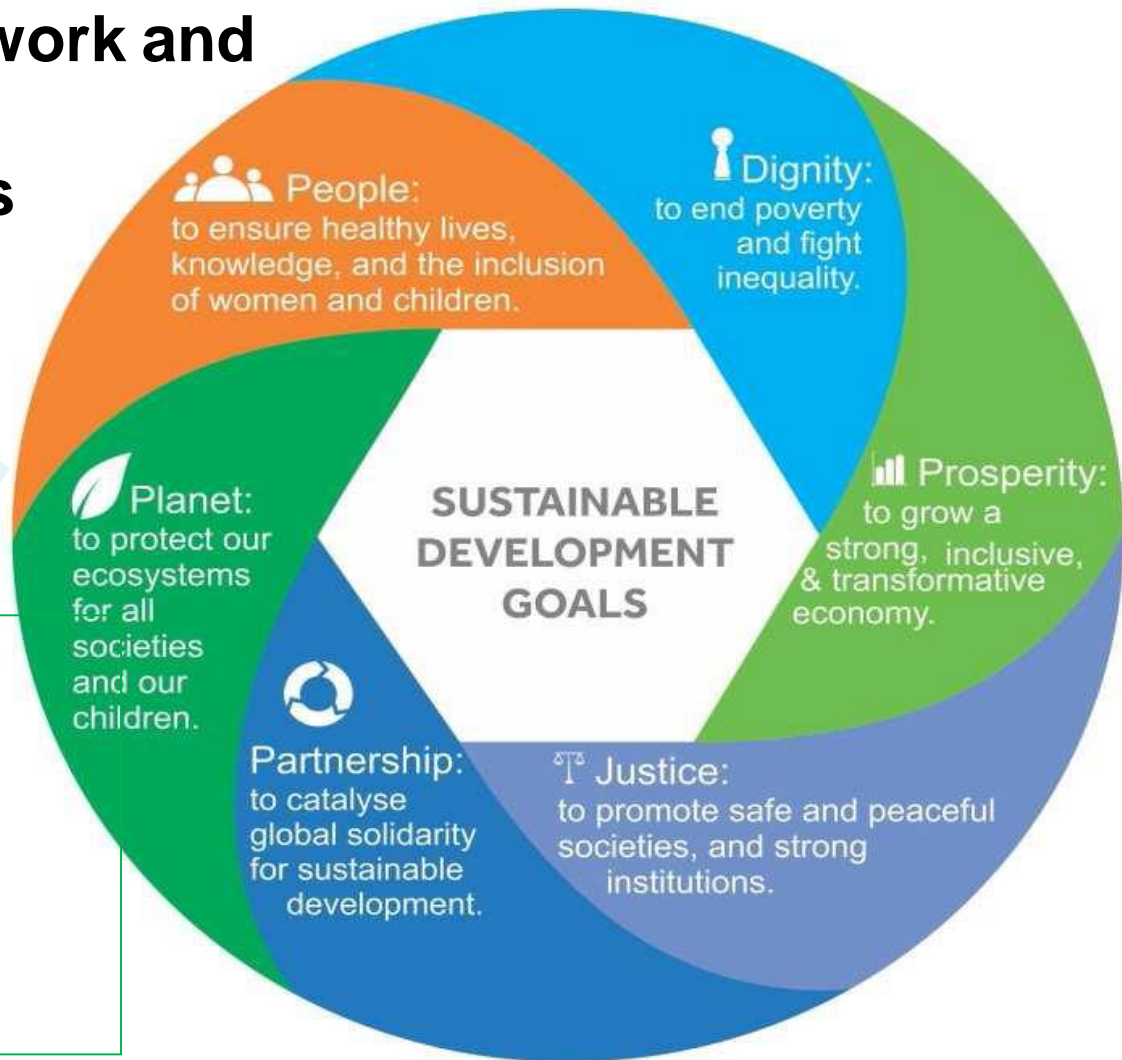 work and
s
People:
to ensure healthy lives,
knowledge, and the inclusion
of women and children.
Dignity:
to end poverty
and fight
inequality.
Prosperity:
to grow a
strong, inclusive,
& transformative
economy.
Justice:
to promote safe and peaceful
societies, and strong
institutions.
Partnership:
to catalyse
global solidarity
for sustainable
development.
Planet:
to protect our
ecosystems
for all
societies
and our
children.
SUSTAINABLE
DEVELOPMENT
GOALS